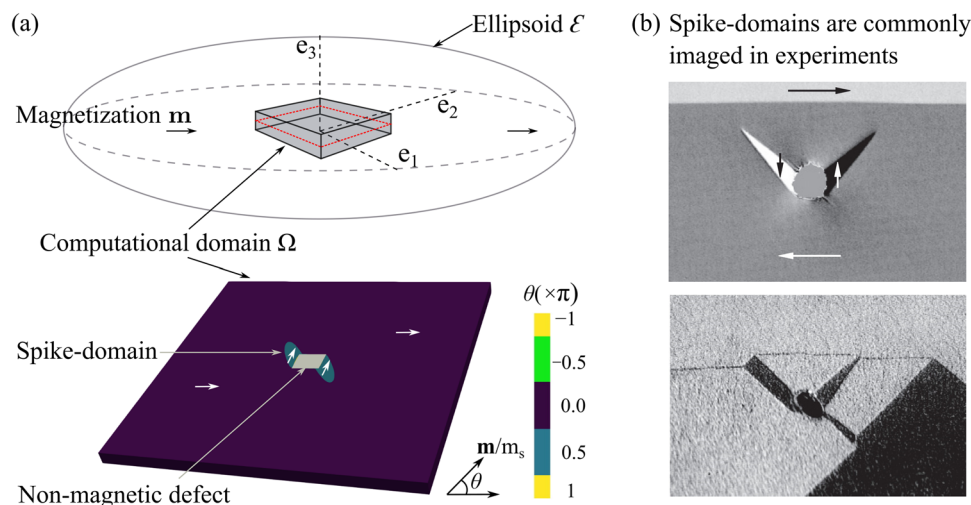 (a)
Ellipsoid ℰ
e₃
Magnetization m
e₂
e₁
Computational domain Ω
θ(×π)
−1
−0.5
0.0
0.5
1
Spike-domain
m/mₛ
θ
Non-magnetic defect
(b) Spike-domains are commonly
imaged in experiments